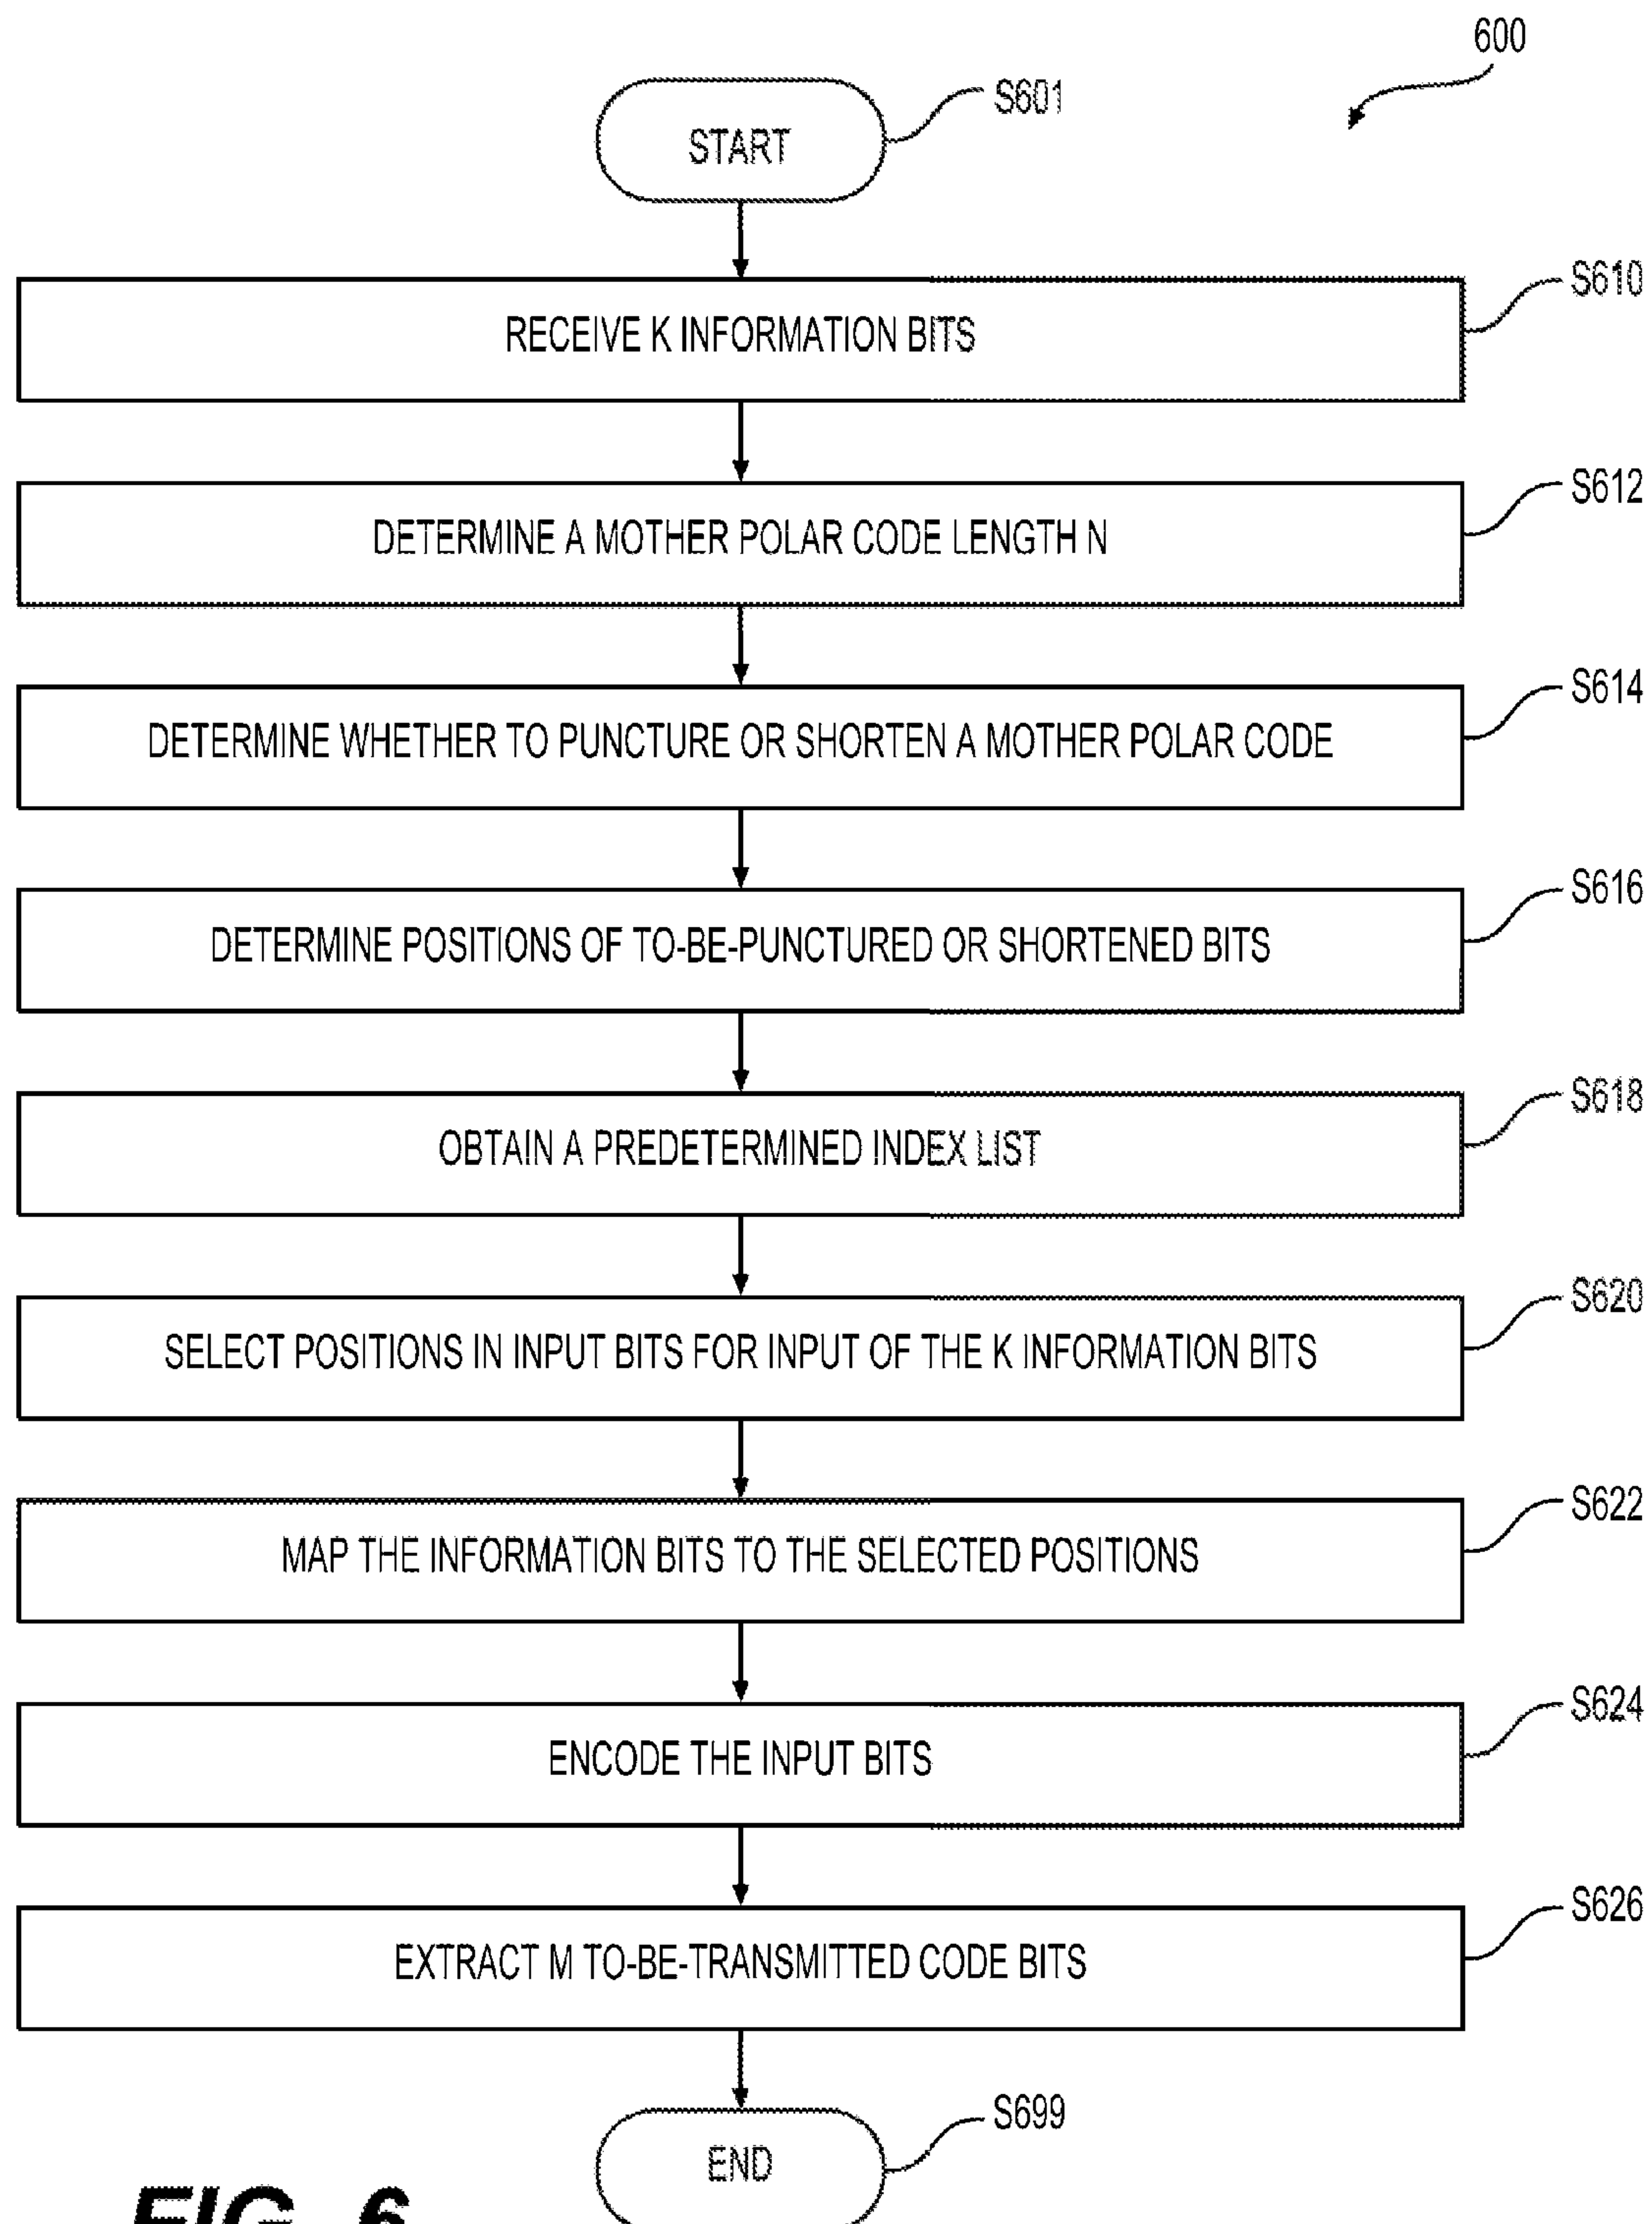 600
START
S601
RECEIVE K INFORMATION BITS
S610
DETERMINE A MOTHER POLAR CODE LENGTH N
S612
DETERMINE WHETHER TO PUNCTURE OR SHORTEN A MOTHER POLAR CODE
S614
DETERMINE POSITIONS OF TO-BE-PUNCTURED OR SHORTENED BITS
S616
OBTAIN A PREDETERMINED INDEX LIST
S618
SELECT POSITIONS IN INPUT BITS FOR INPUT OF THE K INFORMATION BITS
S620
MAP THE INFORMATION BITS TO THE SELECTED POSITIONS
S622
ENCODE THE INPUT BITS
S624
EXTRACT M TO-BE-TRANSMITTED CODE BITS
S626
END
S699
FIG. 6